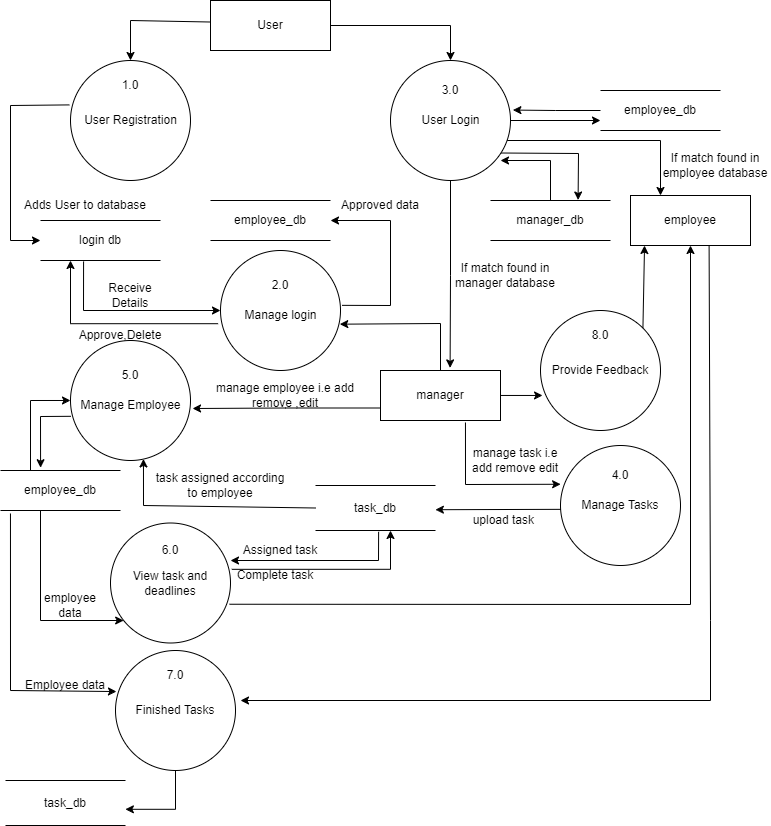 User
1.0
User Registration
3.0
User Login
employee_db
If match found in
employee database
Adds User to database
login db
employee_db
Approved data
manager_db
employee
2.0
Manage login
Receive
Details
If match found in
manager database
Approve,Delete
5.0
Manage Employee
manage employee i.e add
remove ,edit
manager
8.0
Provide Feedback
manage task i.e
add remove edit
4.0
Manage Tasks
employee_db
task assigned according
to employee
task_db
upload task
6.0
View task and
deadlines
Assigned task
Complete task
employee
data
7.0
Finished Tasks
Employee data
task_db